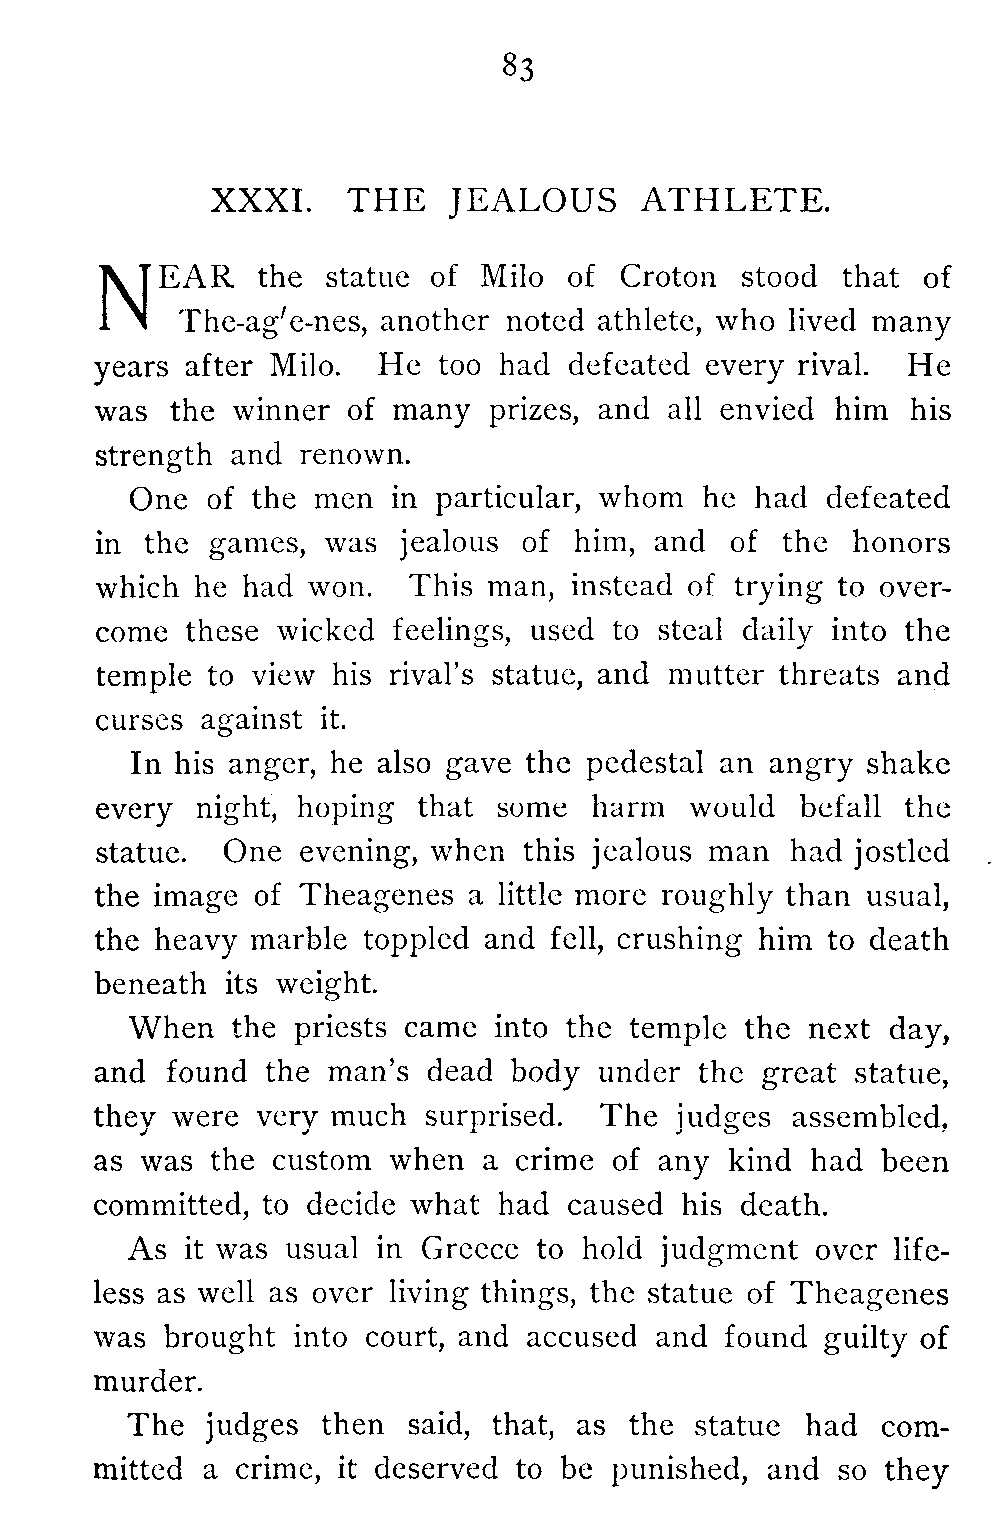 83
XXXI. THE JEALOUS ATHLETE.
NEAR the statue of Milo of Croton stood that of
The-ag′e-nes, another noted athlete, who lived many
years after Milo. He too had defeated every rival. He
was the winner of many prizes, and all envied him his
strength and renown.
One of the men in particular, whom he had defeated
in the games, was jealous of him, and of the honors
which he had won. This man, instead of trying to over-
come these wicked feelings, used to steal daily into the
temple to view his rival's statue, and mutter threats and
curses against it.
In his anger, he also gave the pedestal an angry shake
every night, hoping that some harm would befall the
statue. One evening, when this jealous man had jostled
the image of Theagenes a little more roughly than usual,
the heavy marble toppled and fell, crushing him to death
beneath its weight.
When the priests came into the temple the next day,
and found the man's dead body under the great statue,
they were very much surprised. The judges assembled,
as was the custom when a crime of any kind had been
committed, to decide what had caused his death.
As it was usual in Greece to hold judgment over life-
less as well as over living things, the statue of Theagenes
was brought into court, and accused and found guilty of
murder.
The judges then said, that, as the statue had com-
mitted a crime, it deserved to be punished, and so they